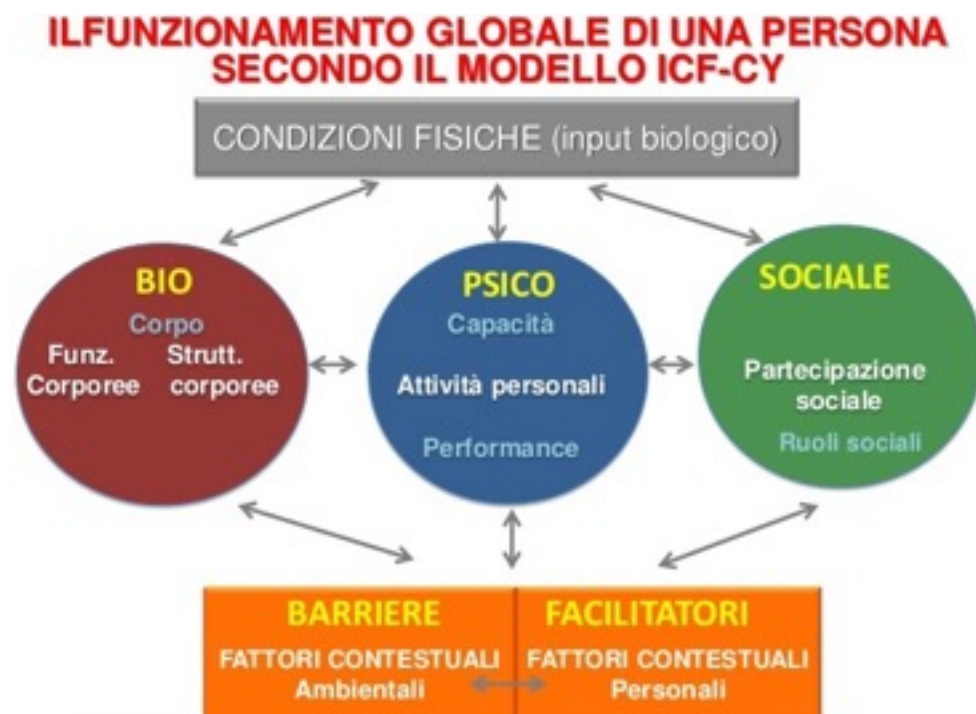 ILFUNZIONAMENTO GLOBALE DI UNA PERSONA
SECONDO IL MODELLO ICF-CY
CONDIZIONI FISICHE (input biologico)
BIO
Corpo
Funz. Strutt.
Corporee corporee
PSICO
Capacità
Attività personali
Performance
SOCIALE
Partecipazione
sociale
Ruoli sociali
BARRIERE
FATTORI CONTESTUALI
Ambientali
FACILITATORI
FATTORI CONTESTUALI
Personali